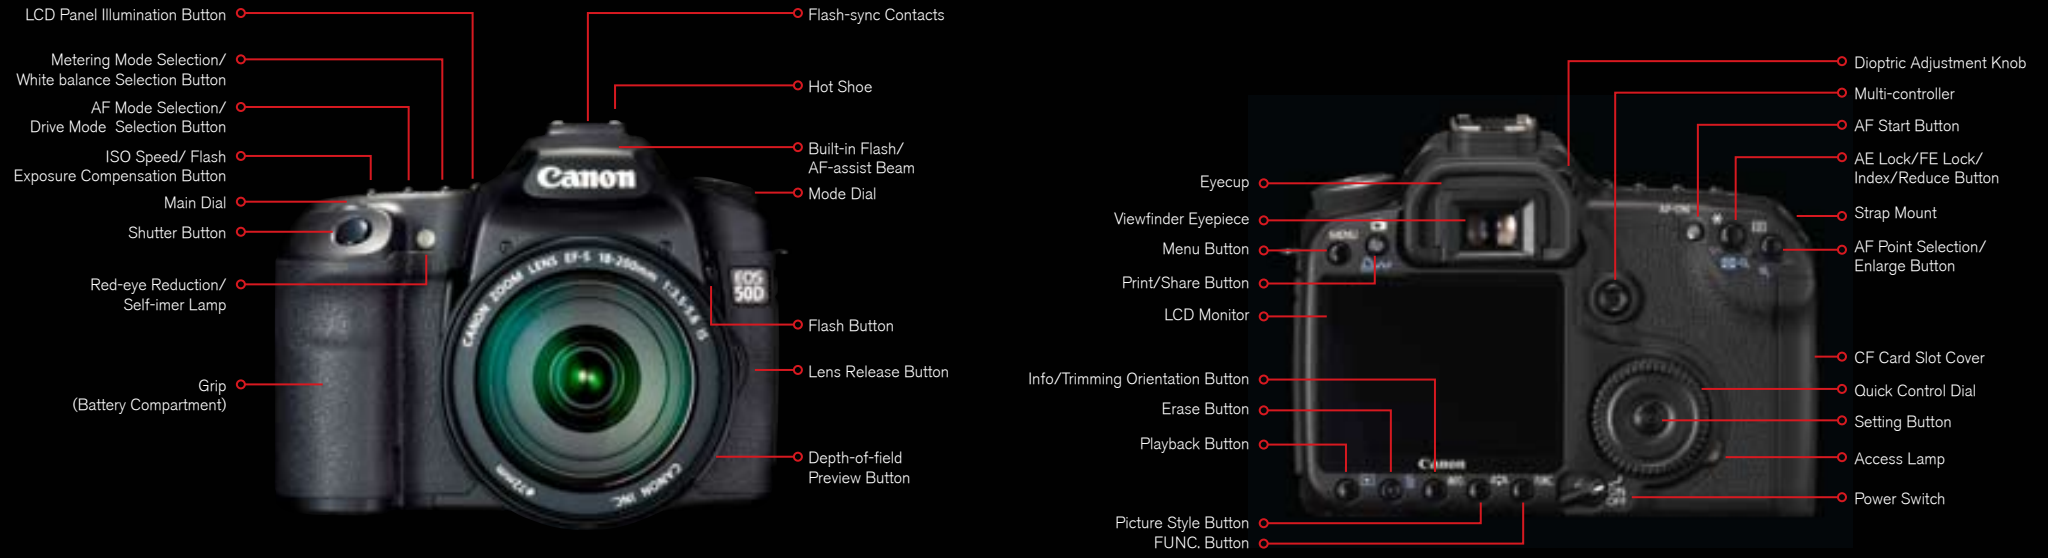 LCD Panel Illumination Button
Metering Mode Selection/
White balance Selection Button
AF Mode Selection/
Drive Mode Selection Button
ISO Speed/ Flash
Exposure Compensation Button
Main Dial
Shutter Button
Red-eye Reduction/
Self-imer Lamp
Grip
(Battery Compartment)
Flash-sync Contacts
Hot Shoe
Built-in Flash/
AF-assist Beam
Mode Dial
Flash Button
Lens Release Button
Depth-of-field
Preview Button
Canon
EOS
50D
CANON ZOOM LENS EF-S 18-200mm 1:3.5-5.6 IS
ø72mm
CANON INC.
Eyecup
Viewfinder Eyepiece
Menu Button
Print/Share Button
LCD Monitor
Info/Trimming Orientation Button
Erase Button
Playback Button
Picture Style Button
FUNC. Button
Dioptric Adjustment Knob
Multi-controller
AF Start Button
AE Lock/FE Lock/
Index/Reduce Button
Strap Mount
AF Point Selection/
Enlarge Button
CF Card Slot Cover
Quick Control Dial
Setting Button
Access Lamp
Power Switch
MENU
AF-ON
Canon